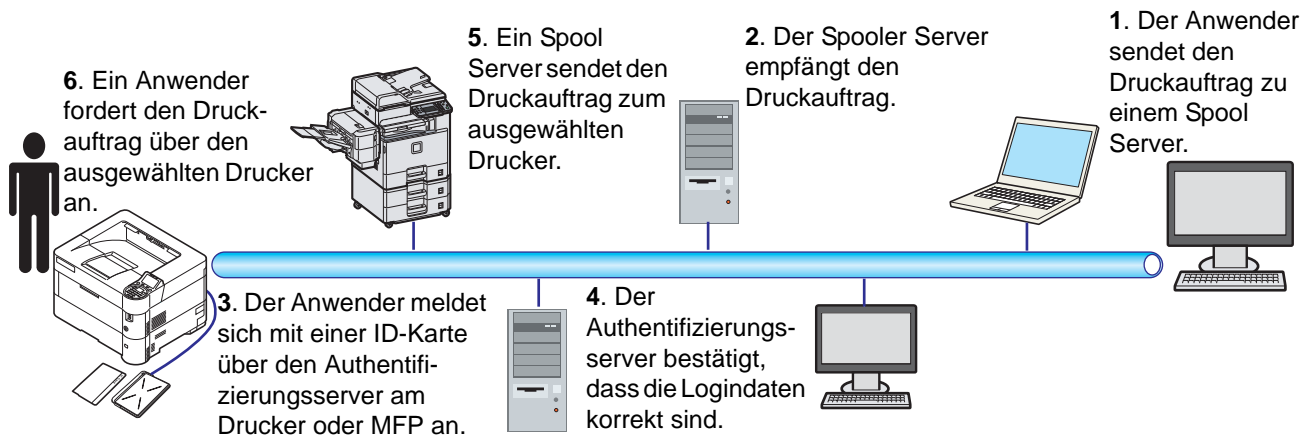 1. Der Anwender
sendet den
Druckauftrag zu
einem Spool
Server.
2. Der Spooler Server
empfängt den
Druckauftrag.
3. Der Anwender meldet
sich mit einer ID-Karte
über den Authentifi-
zierungsserver am
Drucker oder MFP an.
4. Der
Authentifizierungs-
server bestätigt,
dass die Logindaten
korrekt sind.
5. Ein Spool
Server sendet den
Druckauftrag zum
ausgewählten
Drucker.
6. Ein Anwender
fordert den Druck-
auftrag über den
ausgewählten Drucker
an.